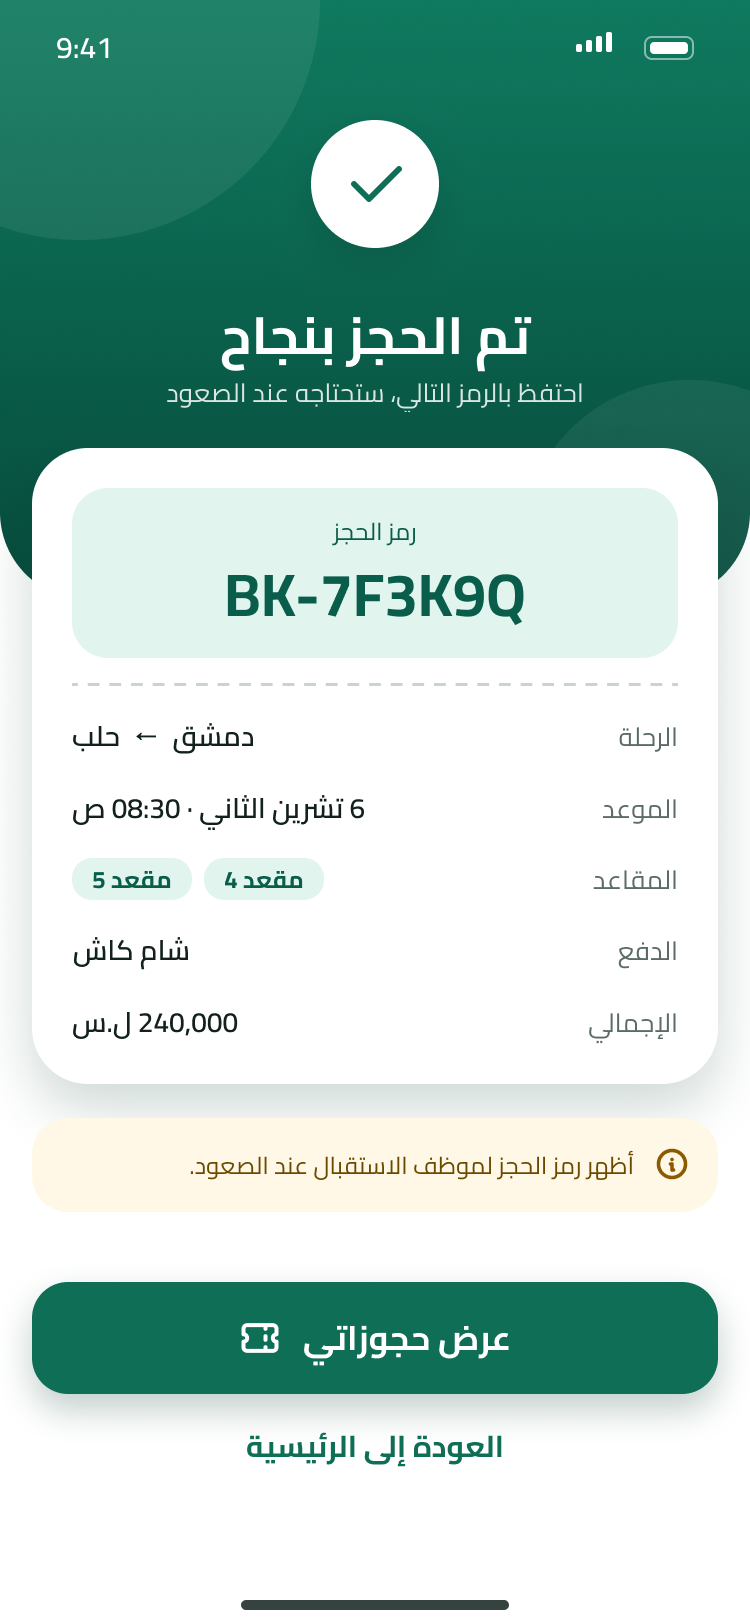 9:41
تم الحجز بنجاح
احتفظ بالرمز التالي، ستحتاجه عند الصعود
رمز الحجز
BK-7F3K9Q
الرحلة دمشق ← حلب
الموعد 6 تشرين الثاني · 08:30 ص
المقاعد مقعد 4 مقعد 5
الدفع شام كاش
الإجمالي 240,000 ل.س
أظهر رمز الحجز لموظف الاستقبال عند الصعود.
عرض حجوزاتي
العودة إلى الرئيسية